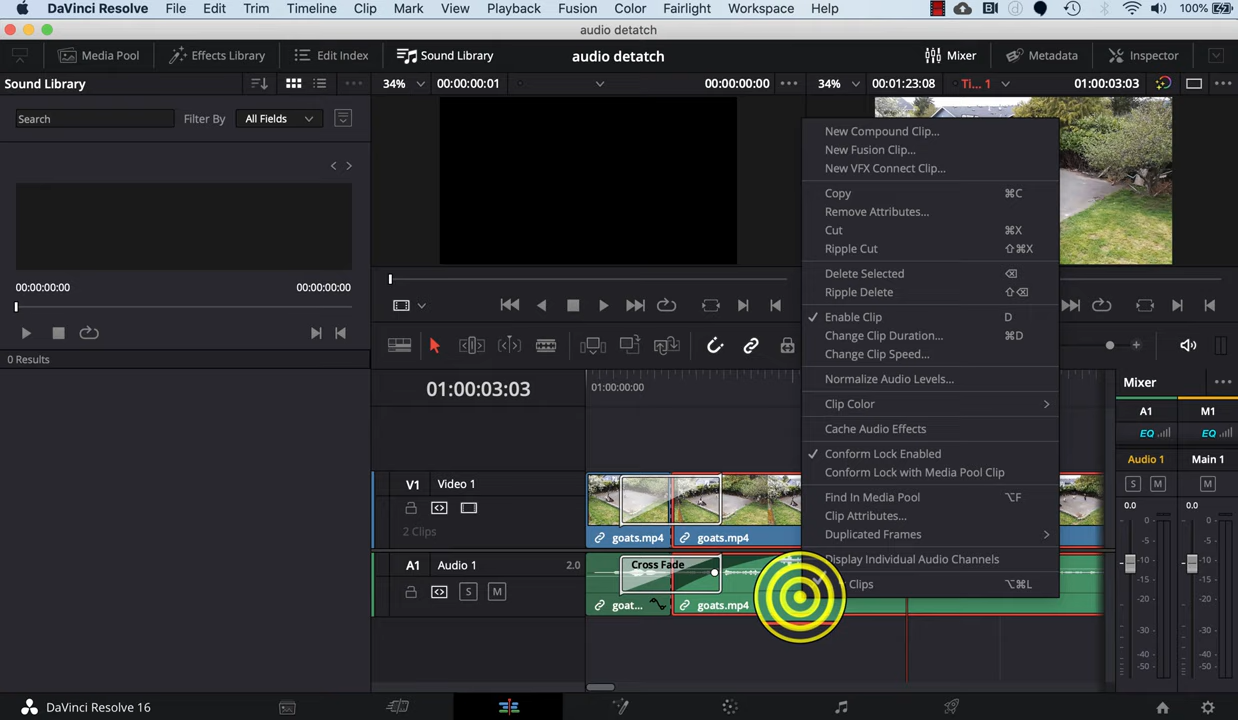 DaVinci Resolve File Edit Trim Timeline Clip Mark View Playback Fusion Color Fairlight Workspace Help 100%
audio detatch
Media Pool Effects Library Edit Index Sound Library audio detatch Mixer Metadata Inspector
Sound Library 34% 00:00:00:01 00:00:00:00 34% 00:01:23:08 Ti... 1 01:00:03:03
Search Filter By All Fields
New Compound Clip...
New Fusion Clip...
New VFX Connect Clip...
Copy ⌘C
Remove Attributes...
Cut ⌘X
Ripple Cut ⇧⌘X
Delete Selected ⌫
Ripple Delete ⇧⌫
Enable Clip D
Change Clip Duration... ⌘D
Change Clip Speed...
Normalize Audio Levels...
Clip Color
Cache Audio Effects
Conform Lock Enabled
Conform Lock with Media Pool Clip
Find In Media Pool ⌥F
Clip Attributes...
Duplicated Frames
Display Individual Audio Channels
Clips ⌥⌘L
00:00:00:00 00:00:00:00
0 Results
01:00:03:03 01:00:00:00
V1 Video 1
2 Clips
goats.mp4 goats.mp4
A1 Audio 1 2.0
Cross Fade
S M
goat... goats.mp4
Mixer
A1 M1
EQ EQ
Audio 1 Main 1
S M M
0.0 0.0
0 0
-5 -5
-10 -10
-15 -15
-20 -20
-30 -30
-40 -40
-50 -50
DaVinci Resolve 16